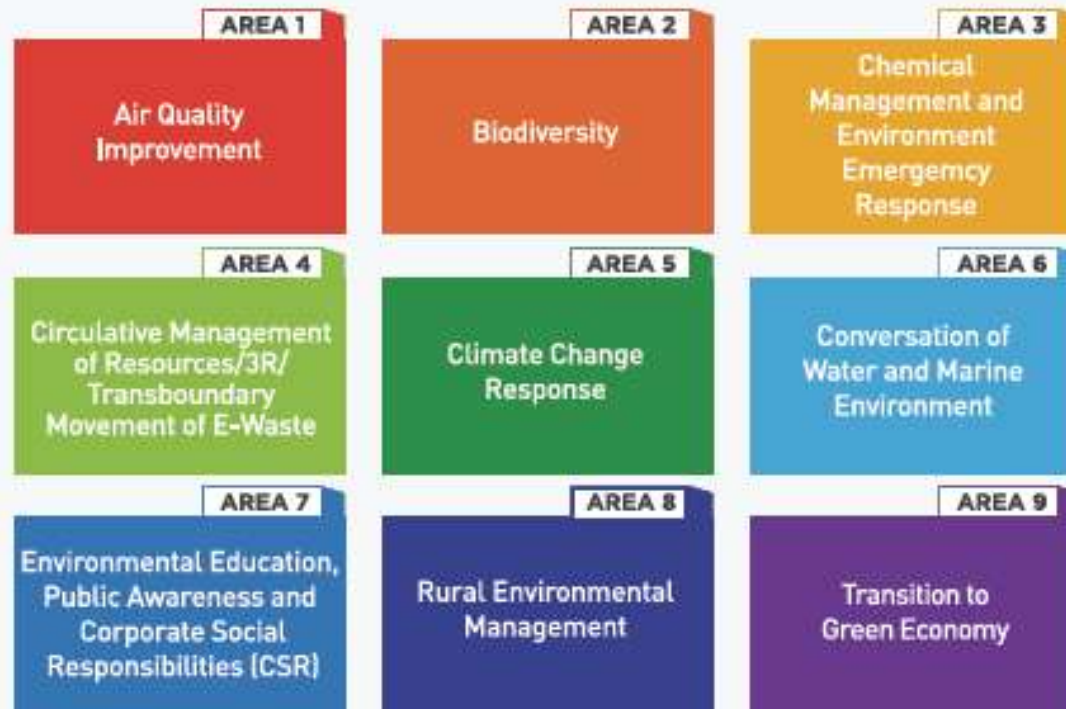 AREA 1
Air Quality
Improvement
AREA 2
Biodiversity
AREA 3
Chemical
Management and
Environment
Emergemcy
Response
AREA 4
Circulative Management
of Resources/3R/
Transboundary
Movement of E-Waste
AREA 5
Climate Change
Response
AREA 6
Conversation of
Water and Marine
Environment
AREA 7
Environmental Education,
Public Awareness and
Corporate Social
Responsibilities (CSR)
AREA 8
Rural Environmental
Management
AREA 9
Transition to
Green Economy